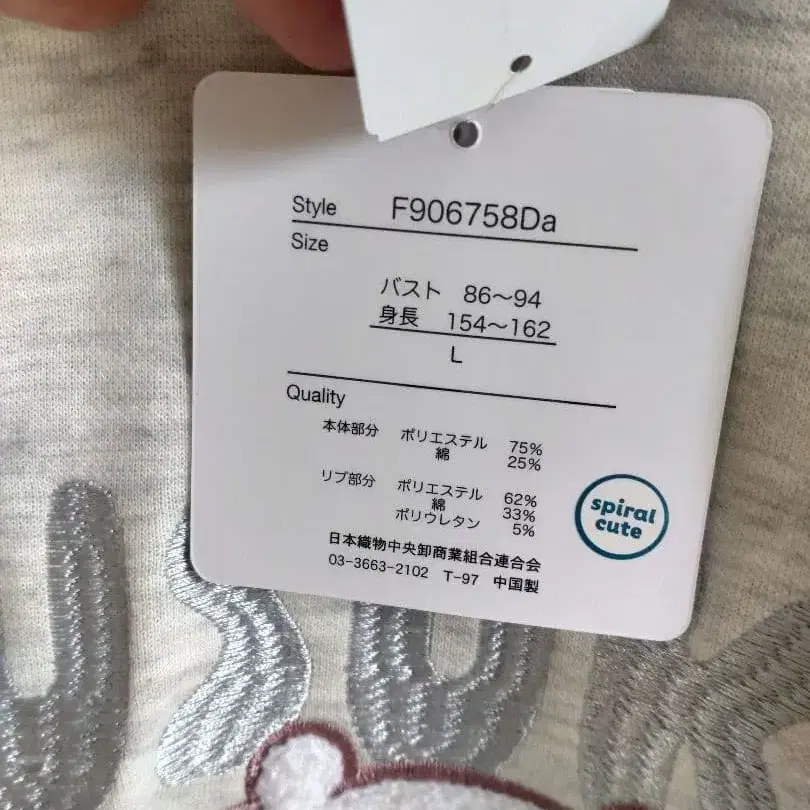 Style F906758Da
Size
バスト 86〜94
身長 154〜162
L
Quality
本体部分 ポリエステル 75%
綿 25%
リブ部分 ポリエステル 62%
綿 33%
ポリウレタン 5%
日本織物中央卸商業組合連合会
03-3663-2102 T-97 中国製
spiral
cute